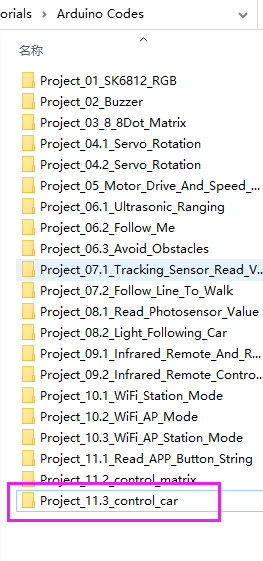 orials
Arduino Codes
名称
Project_01_SK6812_RGB
Project_02_Buzzer
Project_03_8_8Dot_Matrix
Project_04.1_Servo_Rotation
Project_04.2_Servo_Rotation
Project_05_Motor_Drive_And_Speed_...
Project_06.1_Ultrasonic_Ranging
Project_06.2_Follow_Me
Project_06.3_Avoid_Obstacles
Project_07.1_Tracking_Sensor_Read_V...
Project_07.2_Follow_Line_To_Walk
Project_08.1_Read_Photosensor_Value
Project_08.2_Light_Following_Car
Project_09.1_Infrared_Remote_And_R...
Project_09.2_Infrared_Remote_Contro...
Project_10.1_WiFi_Station_Mode
Project_10.2_WiFi_AP_Mode
Project_10.3_WiFi_AP_Station_Mode
Project_11.1_Read_APP_Button_String
Project_11.2_control_matrix
Project_11.3_control_car